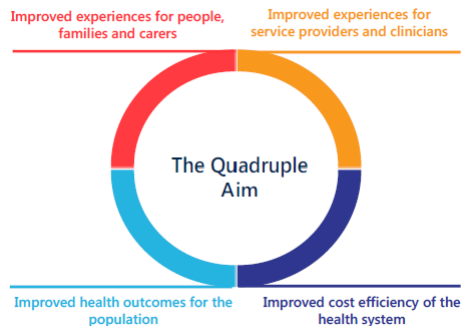 Improved experiences for people,
families and carers
Improved experiences for
service providers and clinicians
The Quadruple
Aim
Improved health outcomes for the
population
Improved cost efficiency of the
health system